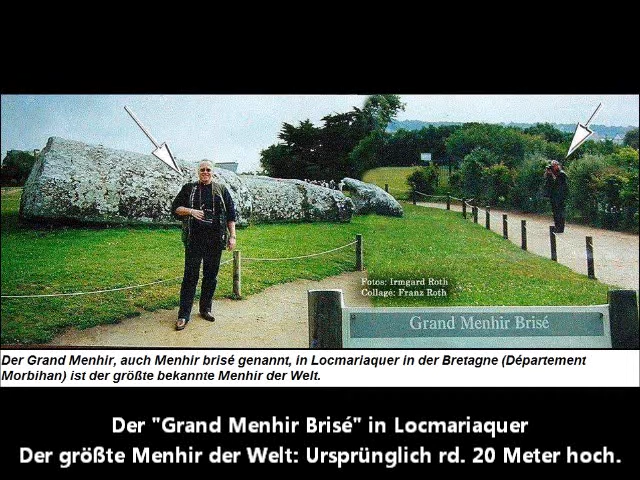 Fotos: Irmgard Roth
Collage: Franz Roth
Grand Menhir Brisé
Der Grand Menhir, auch Menhir brisé genannt, in Locmariaquer in der Bretagne (Département
Morbihan) ist der größte bekannte Menhir der Welt.
Der "Grand Menhir Brisé" in Locmariaquer
Der größte Menhir der Welt: Ursprünglich rd. 20 Meter hoch.